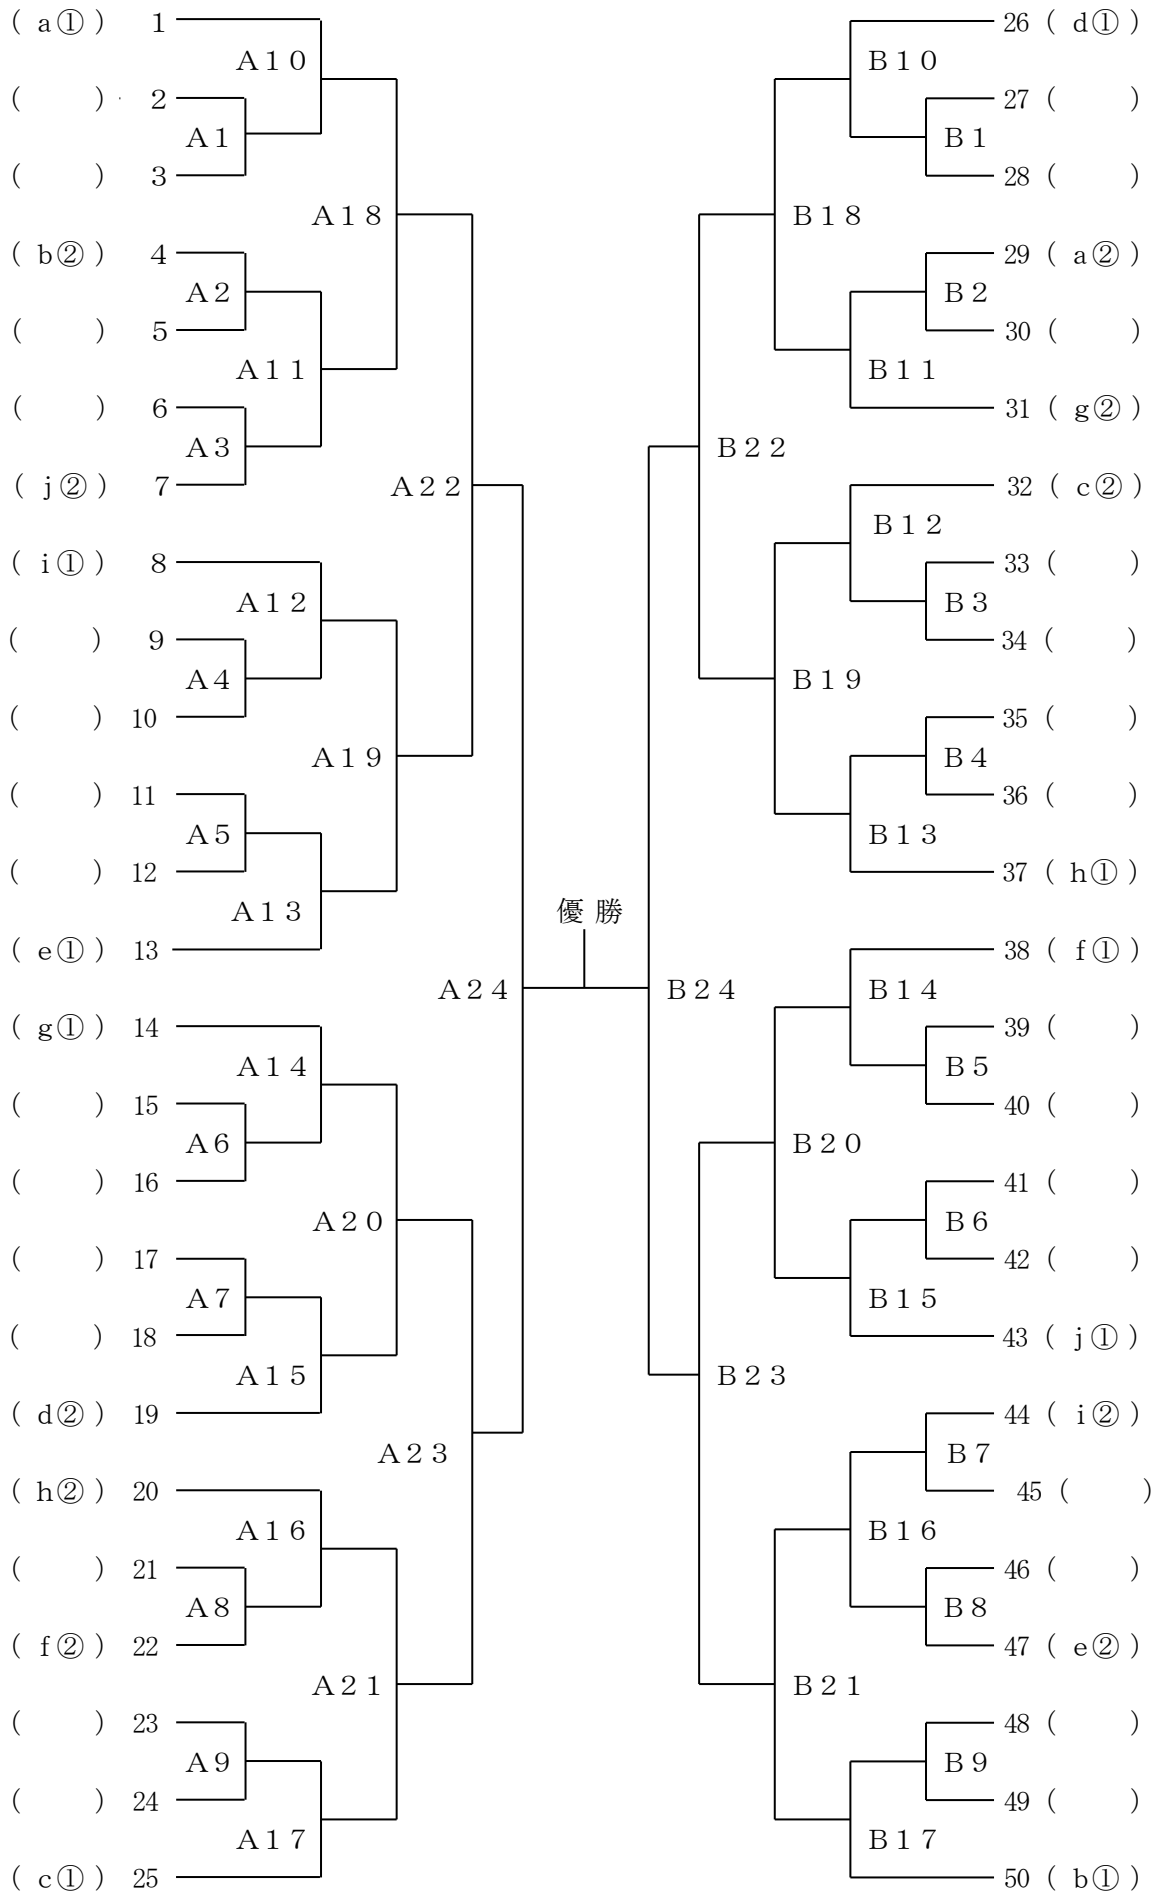 ( a① ) 1 26 ( d① )
A10 B10
( ) 2 27 ( )
A1 B1
( ) 3 28 ( )
A18 B18
( b② ) 4 29 ( a② )
A2 B2
( ) 5 30 ( )
A11 B11
( ) 6 31 ( g② )
A3 B22
( j② ) 7 A22 32 ( c② )
B12
( i① ) 8 33 ( )
A12 B3
( ) 9 34 ( )
A4 B19
( ) 10 35 ( )
A19 B4
( ) 11 36 ( )
A5 B13
( ) 12 37 ( h① )
A13 優勝
( e① ) 13 38 ( f① )
A24 B24 B14
( g① ) 14 39 ( )
A14 B5
( ) 15 40 ( )
A6 B20
( ) 16 41 ( )
A20 B6
( ) 17 42 ( )
A7 B15
( ) 18 43 ( j① )
A15 B23
( d② ) 19 44 ( i② )
A23 B7
( h② ) 20 45 ( )
A16 B16
( ) 21 46 ( )
A8 B8
( f② ) 22 47 ( e② )
A21 B21
( ) 23 48 ( )
A9 B9
( ) 24 49 ( )
A17 B17
( c① ) 25 50 ( b① )